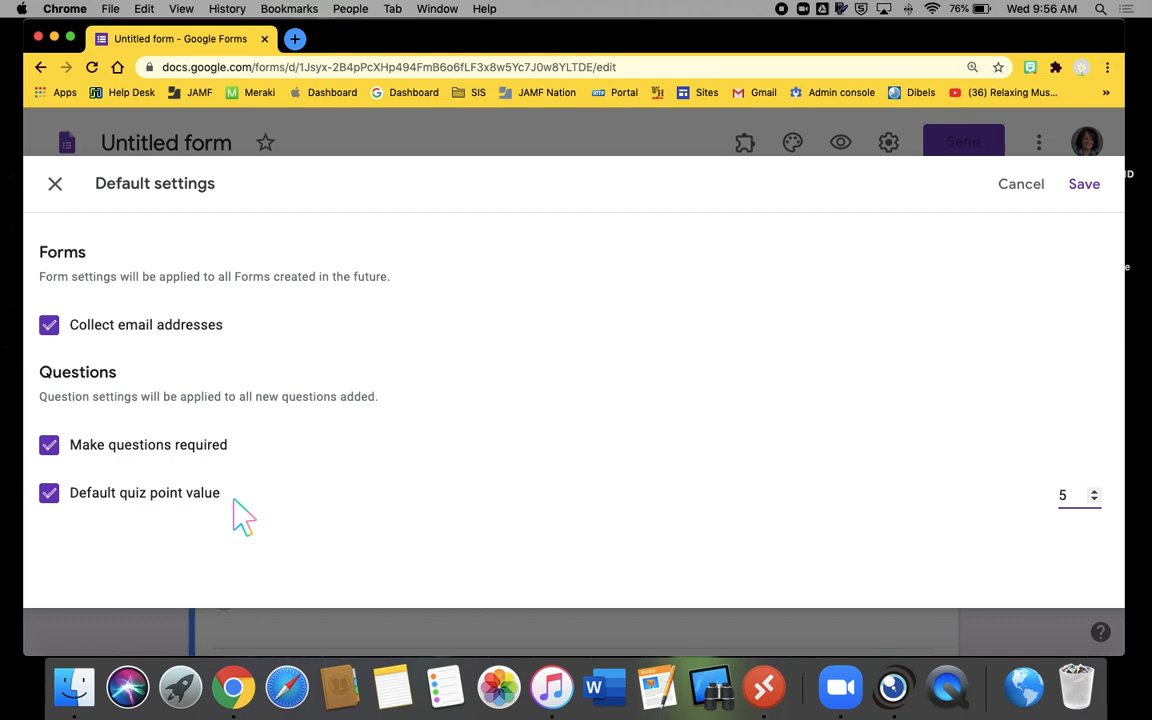 Chrome File Edit View History Bookmarks People Tab Window Help 76% Wed 9:56 AM
Untitled form - Google Forms
docs.google.com/forms/d/1Jsyx-2B4pPcXHp494FmB6o6fLF3x8w5Yc7J0w8YLTDE/edit
Apps Help Desk JAMF Meraki Dashboard Dashboard SIS JAMF Nation Portal Sites Gmail Admin console Dibels (36) Relaxing Mus... »
Untitled form Send
Default settings Cancel Save
Forms
Form settings will be applied to all Forms created in the future.
Collect email addresses
Questions
Question settings will be applied to all new questions added.
Make questions required
Default quiz point value 5